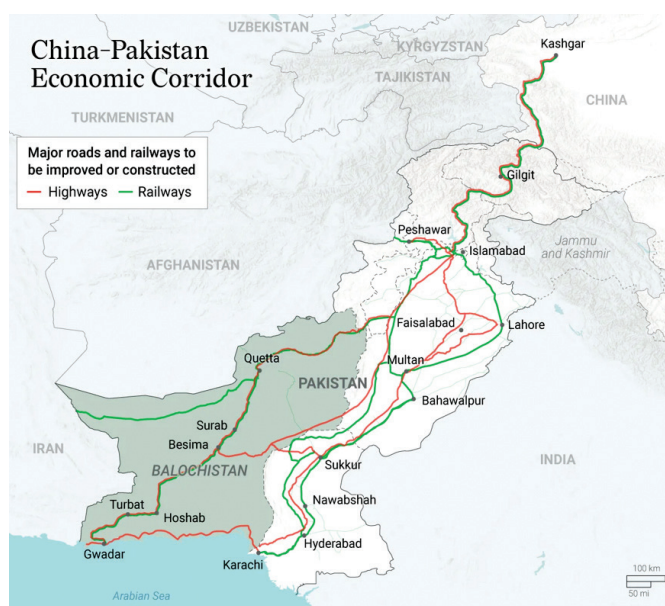 China–Pakistan
Economic Corridor
Major roads and railways to
be improved or constructed
Highways
Railways
UZBEKISTAN
KYRGYZSTAN
Kashgar
TAJIKISTAN
CHINA
TURKMENISTAN
Gilgit
Peshawar
Islamabad
Jammu
and Kashmir
AFGHANISTAN
Faisalabad
Lahore
Quetta
Multan
PAKISTAN
Bahawalpur
Surab
IRAN
Besima
BALOCHISTAN
Sukkur
INDIA
Turbat
Hoshab
Nawabshah
Gwadar
Hyderabad
Karachi
Arabian Sea
100 km
50 mi